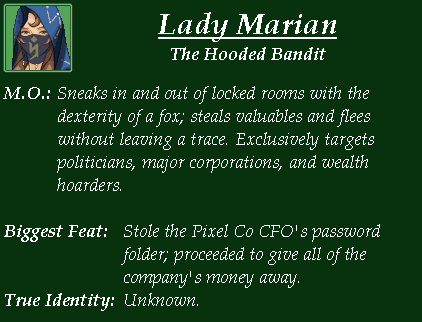 Lady Marian
The Hooded Bandit
M.O.: Sneaks in and out of locked rooms with the
dexterity of a fox; steals valuables and flees
without leaving a trace. Exclusively targets
politicians, major corporations, and wealth
hoarders.
Biggest Feat: Stole the Pixel Co CFO's password
folder; proceeded to give all of the
company's money away.
True Identity: Unknown.